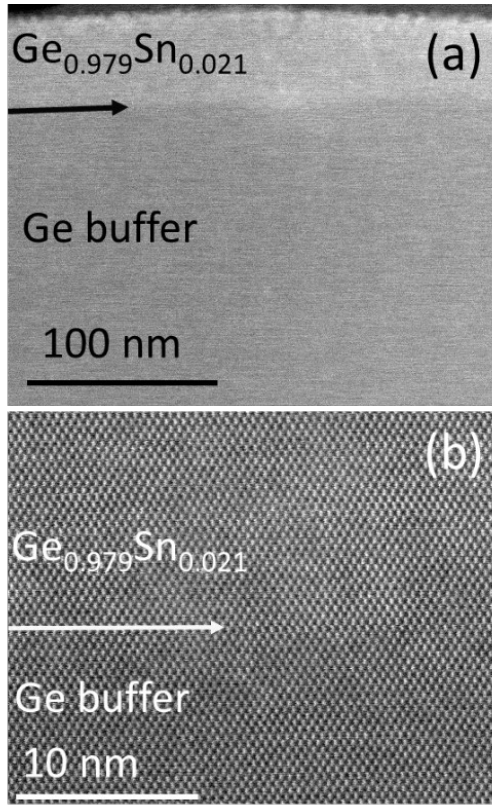 Ge₀.₉₇₉Sn₀.₀₂₁
(a)
Ge buffer
100 nm
(b)
Ge₀.₉₇₉Sn₀.₀₂₁
Ge buffer
10 nm